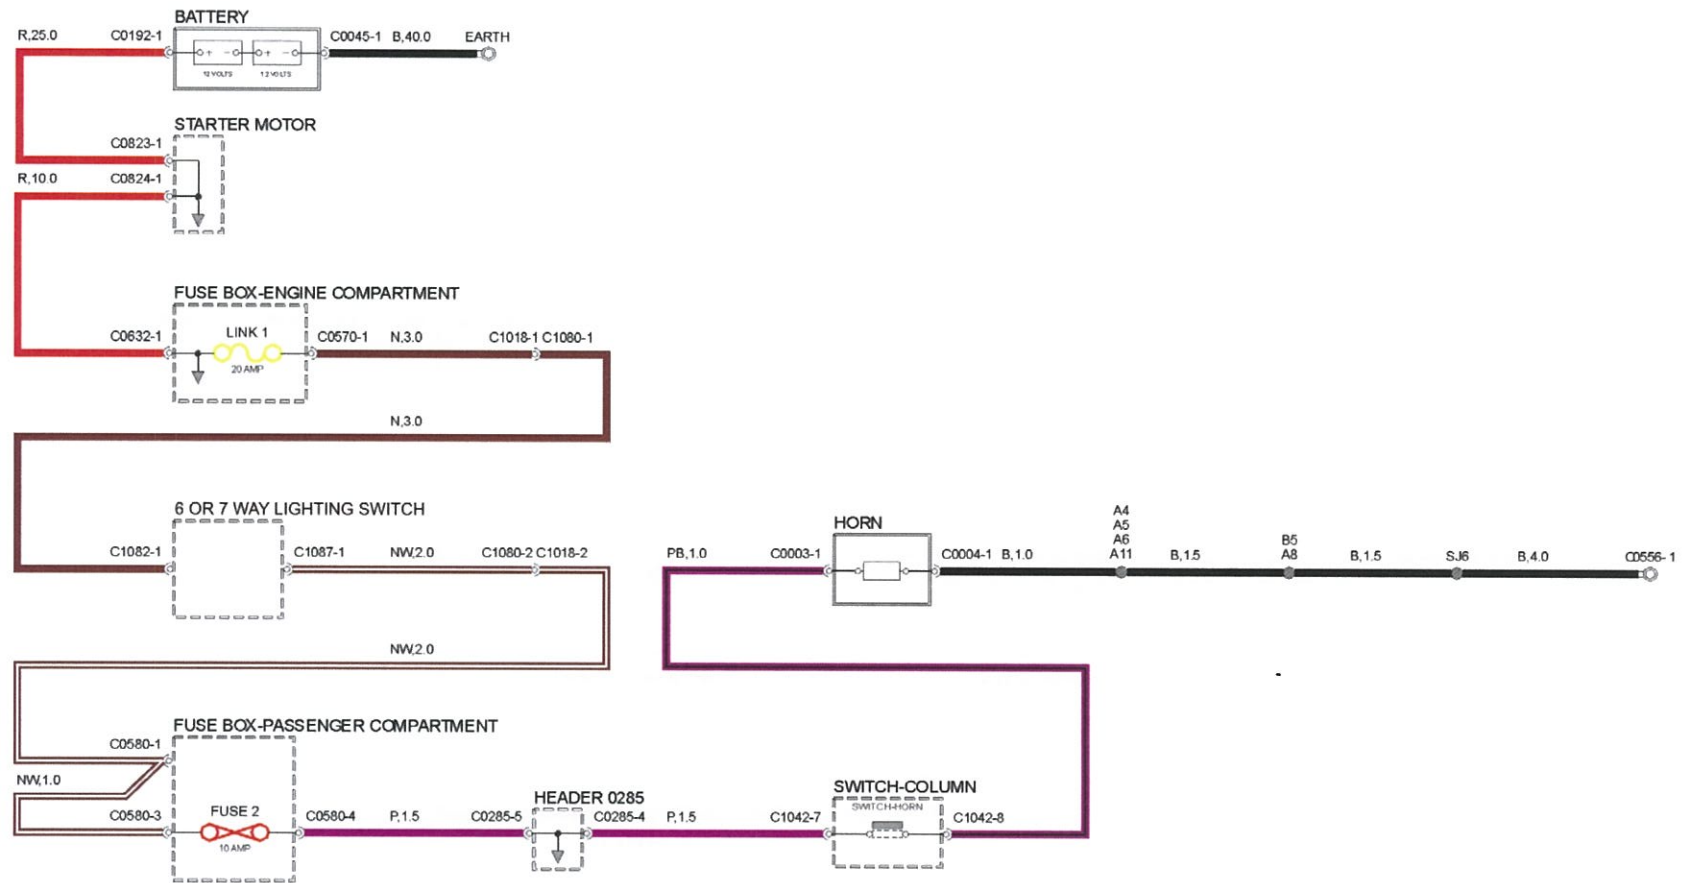 BATTERY
R,25.0 C0192-1 C0045-1 B,40.0 EARTH
12 VOLTS 12 VOLTS
STARTER MOTOR
C0823-1
R,10.0 C0824-1
FUSE BOX-ENGINE COMPARTMENT
C0632-1 LINK 1 C0570-1 N,3.0 C1018-1 C1080-1
20 AMP
N,3.0
6 OR 7 WAY LIGHTING SWITCH
C1082-1 C1087-1 NW,2.0 C1080-2 C1018-2
NW,2.0
HORN
A4
A5
A6
A11
B5
A8
PB,1.0 C0003-1 C0004-1 B,1.0 B,1.5 B,1.5 SJ6 B,4.0 C0556-1
FUSE BOX-PASSENGER COMPARTMENT
C0580-1
NW,1.0
C0580-3 FUSE 2 C0580-4 P,1.5 C0285-5
10 AMP
HEADER 0285
C0285-4 P,1.5 C1042-7
SWITCH-COLUMN
SWITCH-HORN
C1042-8